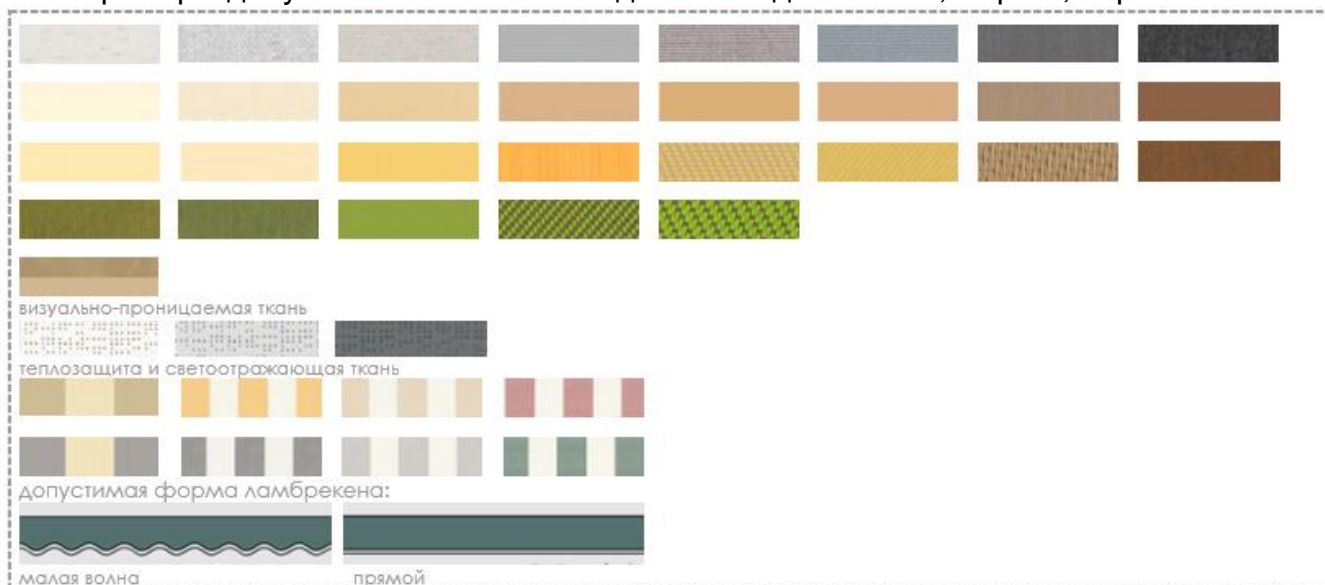 визуально-проницаемая ткань
теплозащита и светоотражающая ткань
допустимая форма ламбрекена:
малая волна прямой